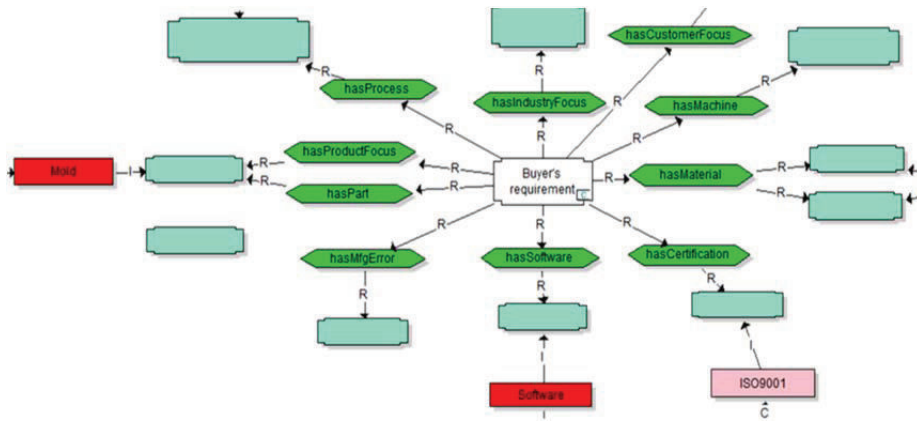 hasCustomerFocus
R
R
hasProcess
R
hasIndustryFocus
R
hasMachine
R
R
R
R
hasProductFocus
R
R
Mold
I
Buyer's
requirement
C
R
hasMaterial
R
R
hasPart
R
R
R
R
R
R
hasMfgError
hasSoftware
hasCertification
R
R
R
I
I
Software
ISO9001
C